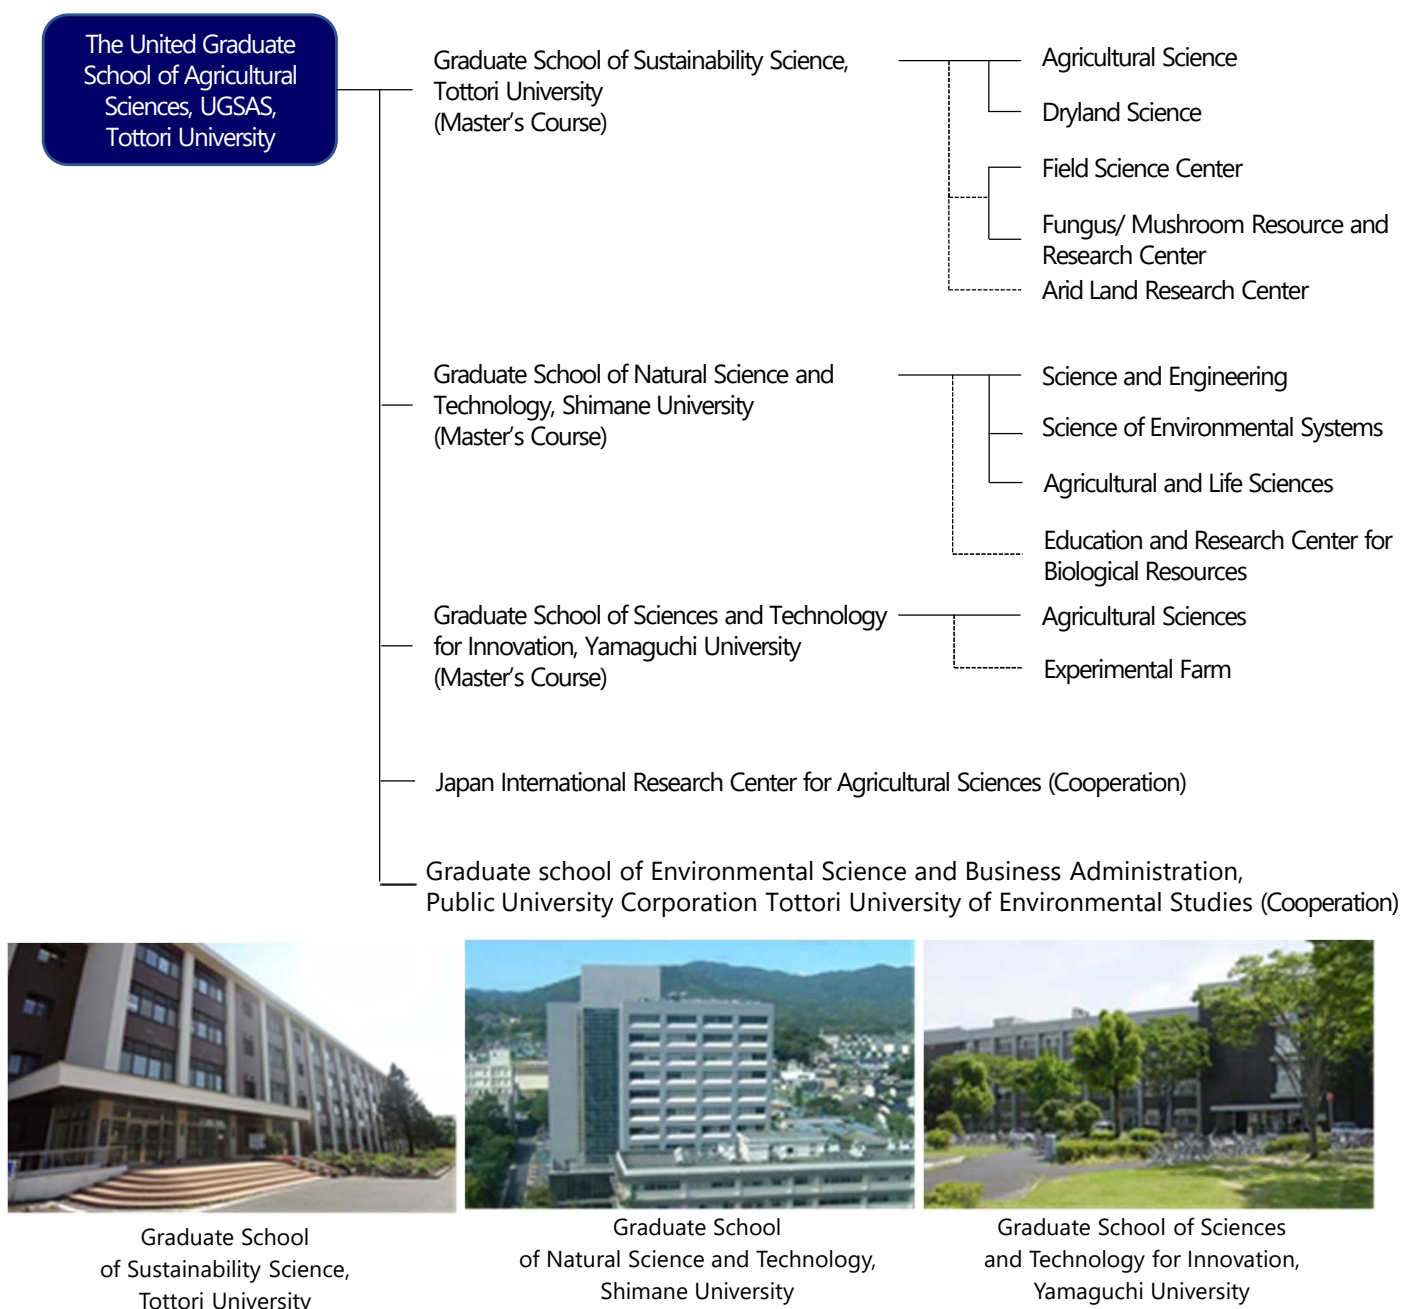 The United Graduate
School of Agricultural
Sciences, UGSAS,
Tottori University
Graduate School of Sustainability Science,
Tottori University
(Master's Course)
Agricultural Science
Dryland Science
Field Science Center
Fungus/ Mushroom Resource and
Research Center
Arid Land Research Center
Graduate School of Natural Science and
Technology, Shimane University
(Master's Course)
Science and Engineering
Science of Environmental Systems
Agricultural and Life Sciences
Education and Research Center for
Biological Resources
Graduate School of Sciences and Technology
for Innovation, Yamaguchi University
(Master's Course)
Agricultural Sciences
Experimental Farm
Japan International Research Center for Agricultural Sciences (Cooperation)
Graduate school of Environmental Science and Business Administration,
Public University Corporation Tottori University of Environmental Studies (Cooperation)
Graduate School
of Sustainability Science,
Tottori University
Graduate School
of Natural Science and Technology,
Shimane University
Graduate School of Sciences
and Technology for Innovation,
Yamaguchi University